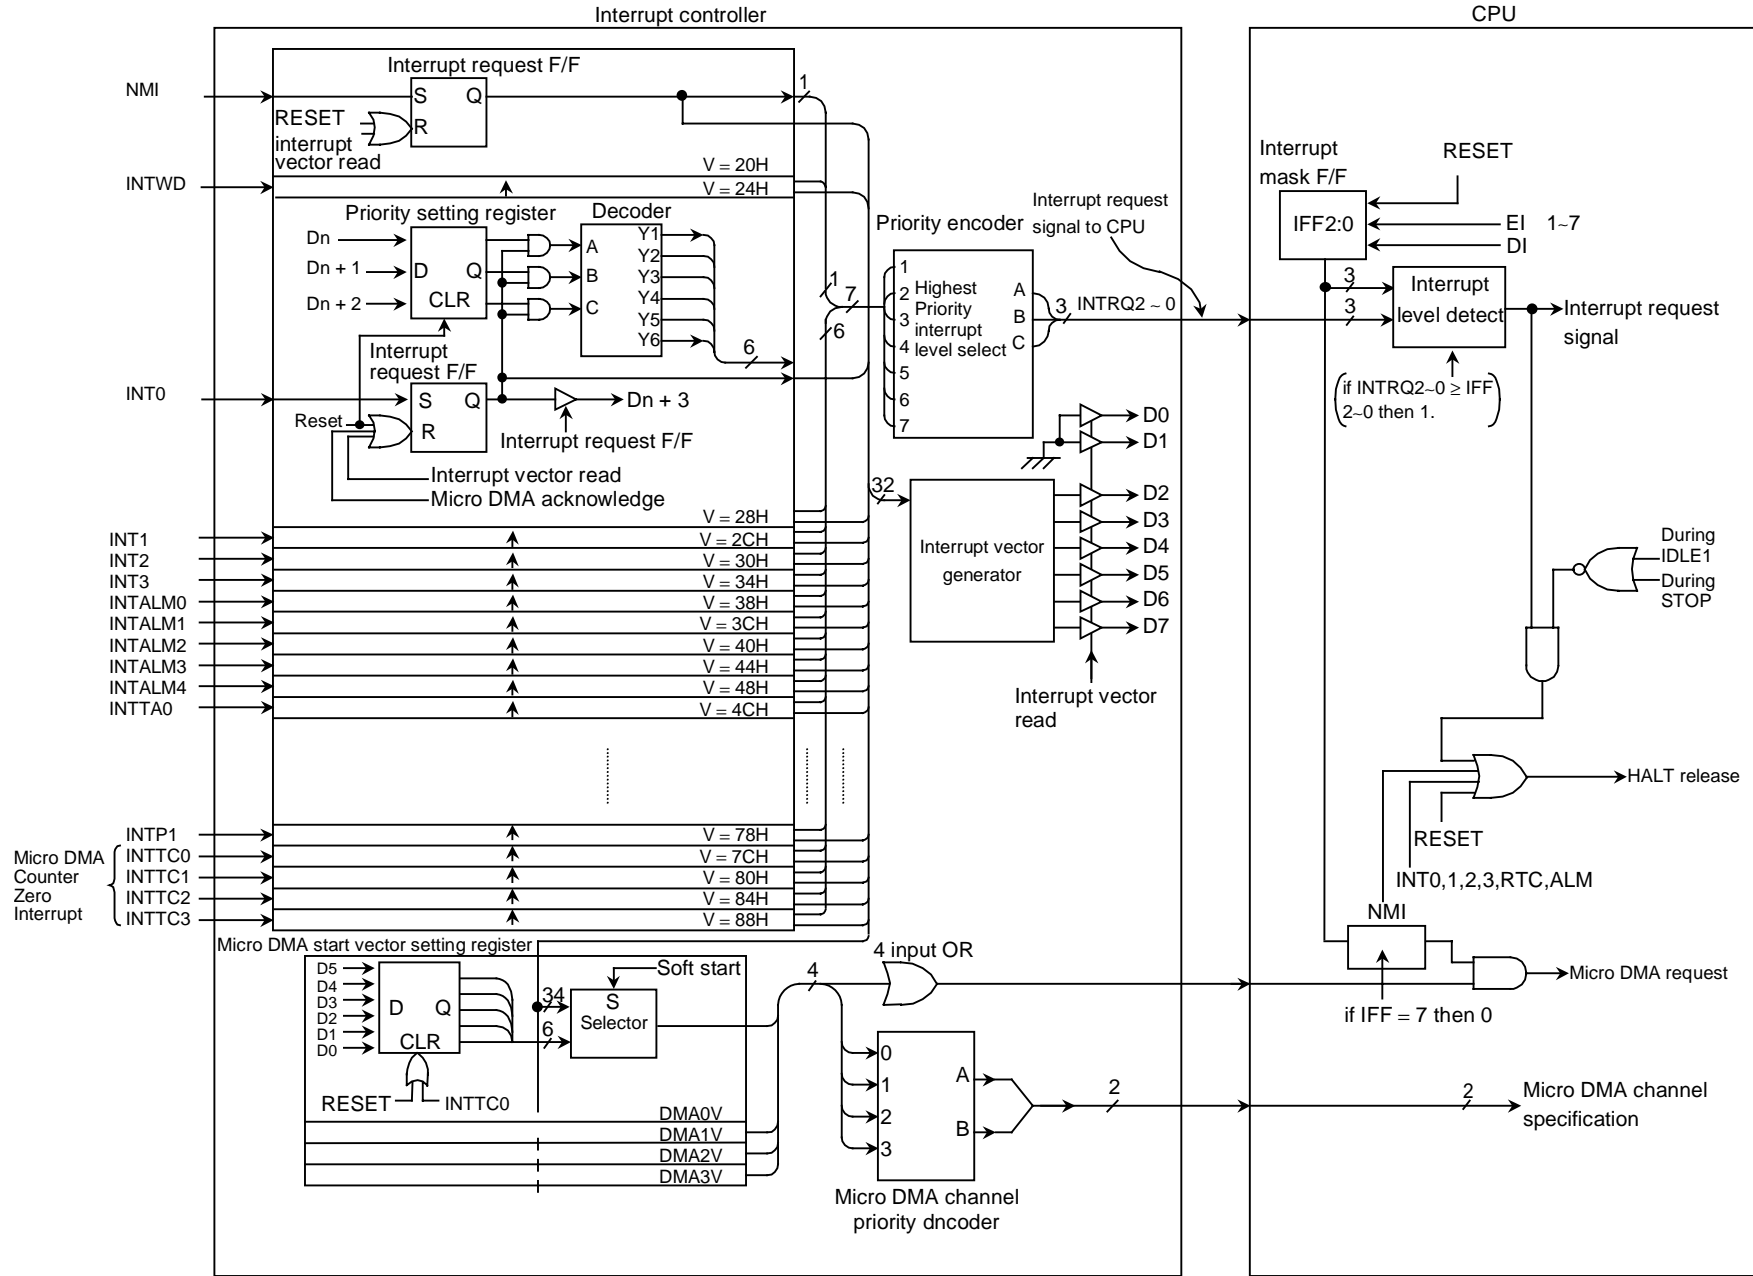 Interrupt controller
CPU
NMI
Interrupt request F/F
S
Q
R
RESET
interrupt
vector read
1
V = 20H
INTWD
V = 24H
Priority setting register
Decoder
Dn
Dn + 1
Dn + 2
D
Q
CLR
A
B
C
Y1
Y2
Y3
Y4
Y5
Y6
6
1
7
6
Interrupt
request F/F
INT0
S
Q
R
Reset
Dn + 3
Interrupt request F/F
Interrupt vector read
Micro DMA acknowledge
V = 28H
INT1
V = 2CH
INT2
V = 30H
INT3
V = 34H
INTALM0
V = 38H
INTALM1
V = 3CH
INTALM2
V = 40H
INTALM3
V = 44H
INTALM4
V = 48H
INTTA0
V = 4CH
INTP1
V = 78H
Micro DMA
Counter
Zero
Interrupt
INTTC0
V = 7CH
INTTC1
V = 80H
INTTC2
V = 84H
INTTC3
V = 88H
Priority encoder
1
2
3
4
5
6
7
Highest
Priority
interrupt
level select
A
B
C
3
INTRQ2 ~ 0
Interrupt request
signal to CPU
32
Interrupt vector
generator
D0
D1
D2
D3
D4
D5
D6
D7
Interrupt vector
read
Interrupt
mask F/F
RESET
IFF2:0
EI 1~7
DI
3
3
Interrupt
level detect
Interrupt request
signal
if INTRQ2~0 ≥ IFF
2~0 then 1.
During
IDLE1
During
STOP
HALT release
RESET
INT0,1,2,3,RTC,ALM
NMI
Micro DMA request
if IFF = 7 then 0
Micro DMA start vector setting register
D5
D4
D3
D2
D1
D0
D
Q
CLR
RESET
INTTC0
34
6
Soft start
S
Selector
DMA0V
DMA1V
DMA2V
DMA3V
4
4 input OR
0
1
2
3
A
B
2
Micro DMA channel
priority dncoder
2
Micro DMA channel
specification